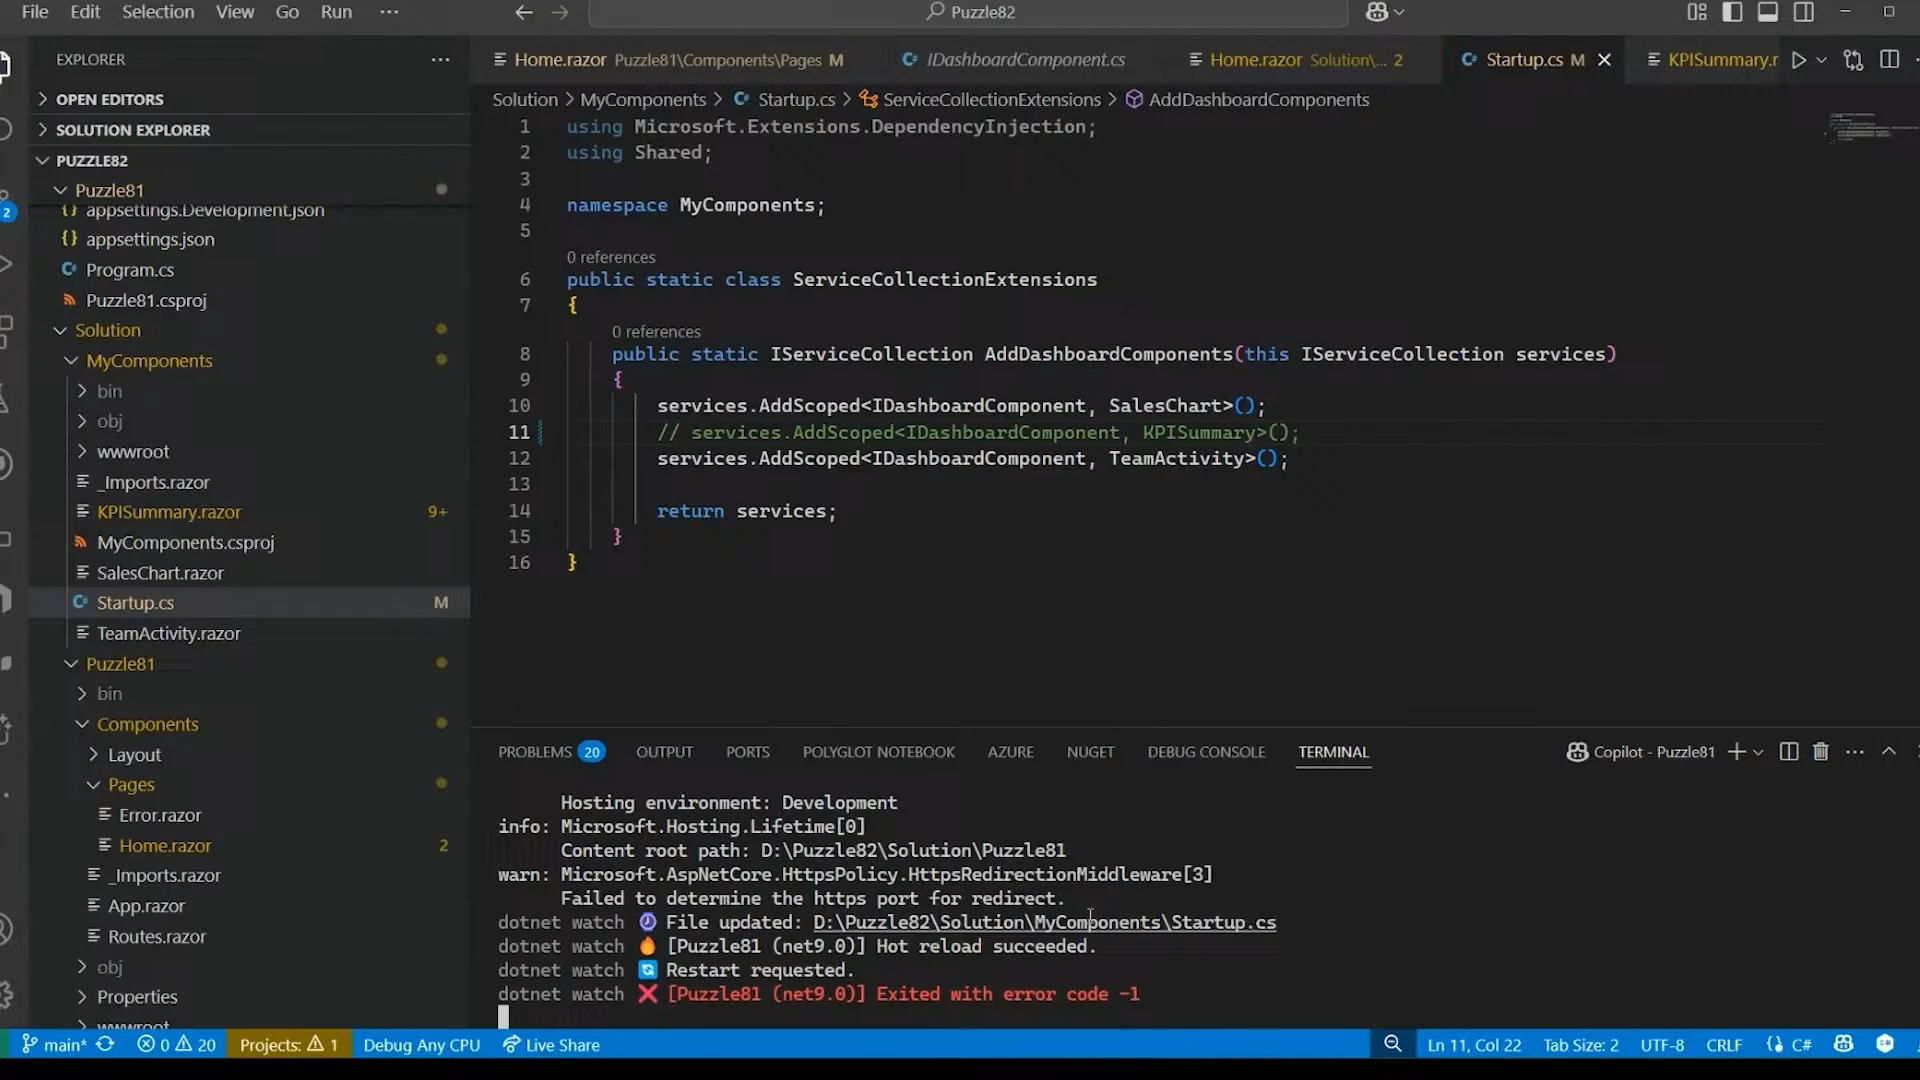 File Edit Selection View Go Run ···
Puzzle82
EXPLORER
OPEN EDITORS
SOLUTION EXPLORER
PUZZLE82
Puzzle81
appsettings.Development.json
{} appsettings.json
Program.cs
Puzzle81.csproj
Solution
MyComponents
bin
obj
wwwroot
_Imports.razor
KPISummary.razor 9+
MyComponents.csproj
SalesChart.razor
Startup.cs M
TeamActivity.razor
Puzzle81
bin
Components
Layout
Pages
Error.razor
Home.razor 2
_Imports.razor
App.razor
Routes.razor
obj
Properties
wwwroot
2
Home.razor Puzzle81\Components\Pages M
IDashboardComponent.cs
Home.razor Solution\... 2
Startup.cs M
KPISummary.r
Solution > MyComponents > Startup.cs > ServiceCollectionExtensions > AddDashboardComponents
1 using Microsoft.Extensions.DependencyInjection;
2 using Shared;
3
4 namespace MyComponents;
5
0 references
6 public static class ServiceCollectionExtensions
7 {
0 references
8 public static IServiceCollection AddDashboardComponents(this IServiceCollection services)
9 {
10 services.AddScoped<IDashboardComponent, SalesChart>();
11 // services.AddScoped<IDashboardComponent, KPISummary>();
12 services.AddScoped<IDashboardComponent, TeamActivity>();
13
14 return services;
15 }
16 }
PROBLEMS 20 OUTPUT PORTS POLYGLOT NOTEBOOK AZURE NUGET DEBUG CONSOLE TERMINAL
Copilot - Puzzle81
Hosting environment: Development
info: Microsoft.Hosting.Lifetime[0]
Content root path: D:\Puzzle82\Solution\Puzzle81
warn: Microsoft.AspNetCore.HttpsPolicy.HttpsRedirectionMiddleware[3]
Failed to determine the https port for redirect.
dotnet watch File updated: D:\Puzzle82\Solution\MyComponents\Startup.cs
dotnet watch 🔥 [Puzzle81 (net9.0)] Hot reload succeeded.
dotnet watch Restart requested.
dotnet watch ❌ [Puzzle81 (net9.0)] Exited with error code -1
main* 0 20 Projects: 1 Debug Any CPU Live Share
Ln 11, Col 22 Tab Size: 2 UTF-8 CRLF {} C#